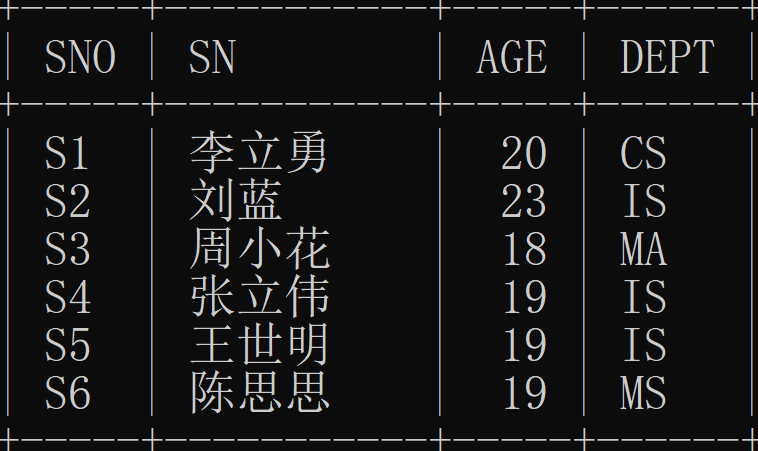 SNO SN AGE DEPT
S1 李立勇 20 CS
S2 刘蓝 23 IS
S3 周小花 18 MA
S4 张立伟 19 IS
S5 王世明 19 IS
S6 陈思思 19 MS